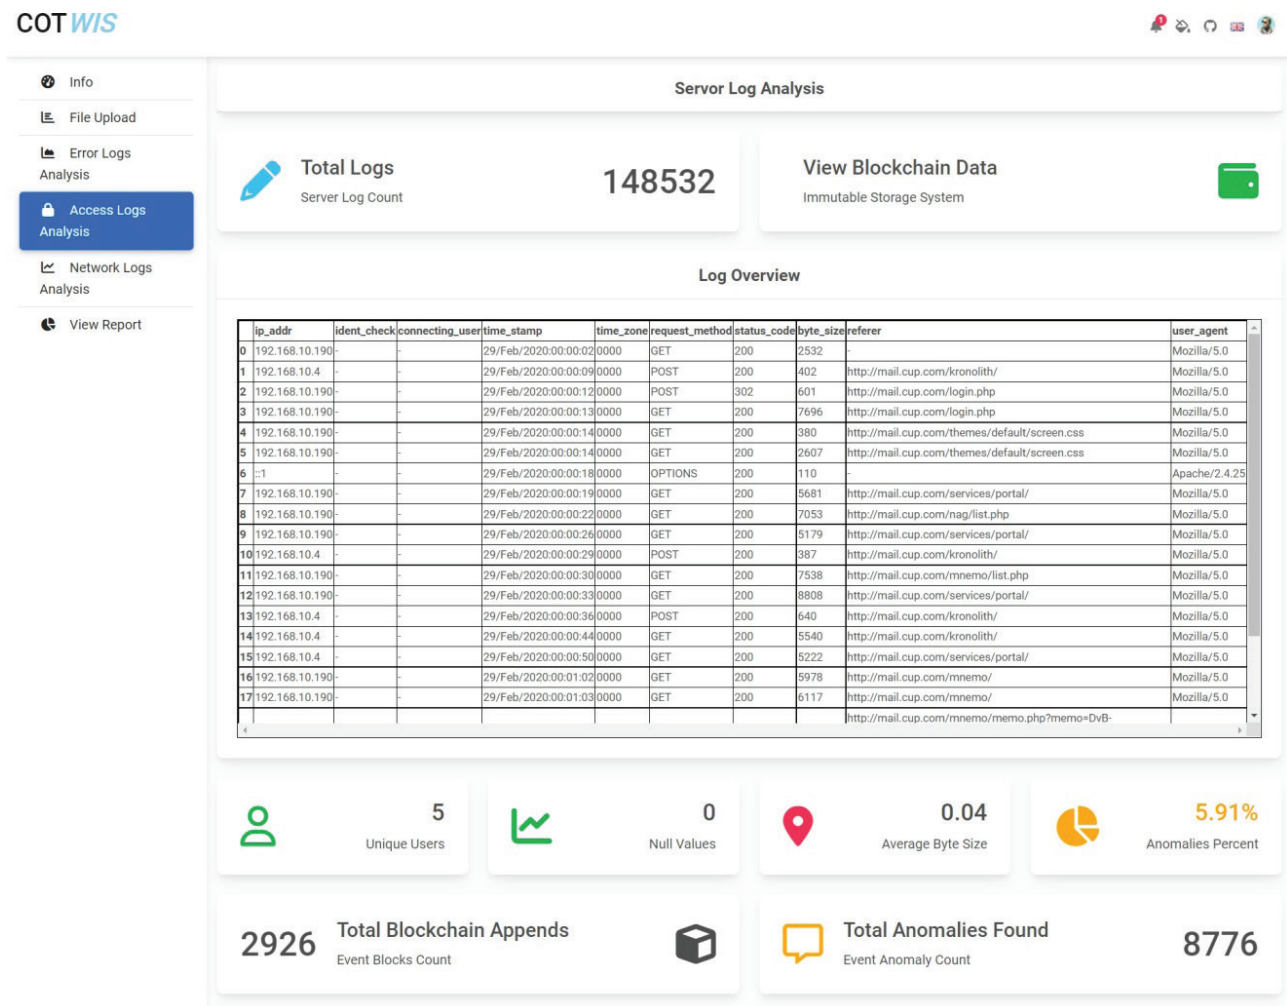 COT WIS
1
Info
File Upload
Error Logs
Analysis
Access Logs
Analysis
Network Logs
Analysis
View Report
Servor Log Analysis
Total Logs
Server Log Count
148532
View Blockchain Data
Immutable Storage System
Log Overview
ip_addr ident_check connecting_user time_stamp time_zone request_method status_code byte_size referer user_agent
0 192.168.10.190 - - 29/Feb/2020:00:00:02 0000 GET 200 2532 - Mozilla/5.0
1 192.168.10.4 - - 29/Feb/2020:00:00:09 0000 POST 200 402 http://mail.cup.com/kronolith/ Mozilla/5.0
2 192.168.10.190 - - 29/Feb/2020:00:00:12 0000 POST 302 601 http://mail.cup.com/login.php Mozilla/5.0
3 192.168.10.190 - - 29/Feb/2020:00:00:13 0000 GET 200 7696 http://mail.cup.com/login.php Mozilla/5.0
4 192.168.10.190 - - 29/Feb/2020:00:00:14 0000 GET 200 380 http://mail.cup.com/themes/default/screen.css Mozilla/5.0
5 192.168.10.190 - - 29/Feb/2020:00:00:14 0000 GET 200 2607 http://mail.cup.com/themes/default/screen.css Mozilla/5.0
6 ::1 - - 29/Feb/2020:00:00:18 0000 OPTIONS 200 110 - Apache/2.4.25
7 192.168.10.190 - - 29/Feb/2020:00:00:19 0000 GET 200 5681 http://mail.cup.com/services/portal/ Mozilla/5.0
8 192.168.10.190 - - 29/Feb/2020:00:00:22 0000 GET 200 7053 http://mail.cup.com/nag/list.php Mozilla/5.0
9 192.168.10.190 - - 29/Feb/2020:00:00:26 0000 GET 200 5179 http://mail.cup.com/services/portal/ Mozilla/5.0
10 192.168.10.4 - - 29/Feb/2020:00:00:29 0000 POST 200 387 http://mail.cup.com/kronolith/ Mozilla/5.0
11 192.168.10.190 - - 29/Feb/2020:00:00:30 0000 GET 200 7538 http://mail.cup.com/mnemo/list.php Mozilla/5.0
12 192.168.10.190 - - 29/Feb/2020:00:00:33 0000 GET 200 8808 http://mail.cup.com/services/portal/ Mozilla/5.0
13 192.168.10.4 - - 29/Feb/2020:00:00:36 0000 POST 200 640 http://mail.cup.com/kronolith/ Mozilla/5.0
14 192.168.10.4 - - 29/Feb/2020:00:00:44 0000 GET 200 5540 http://mail.cup.com/kronolith/ Mozilla/5.0
15 192.168.10.4 - - 29/Feb/2020:00:00:50 0000 GET 200 5222 http://mail.cup.com/services/portal/ Mozilla/5.0
16 192.168.10.190 - - 29/Feb/2020:00:01:02 0000 GET 200 5978 http://mail.cup.com/mnemo/ Mozilla/5.0
17 192.168.10.190 - - 29/Feb/2020:00:01:03 0000 GET 200 6117 http://mail.cup.com/mnemo/ Mozilla/5.0
http://mail.cup.com/mnemo/memo.php?memo=DvB-
5
Unique Users
0
Null Values
0.04
Average Byte Size
5.91%
Anomalies Percent
2926
Total Blockchain Appends
Event Blocks Count
Total Anomalies Found
Event Anomaly Count
8776